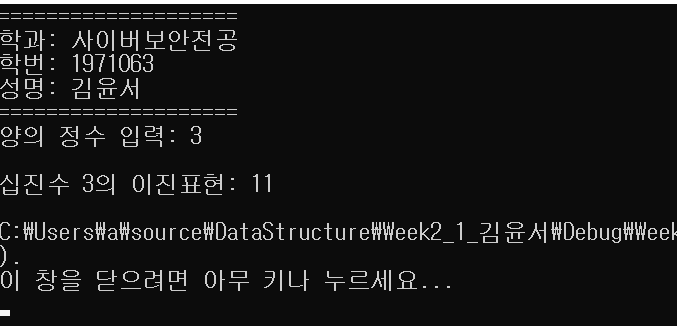 ====================
학과: 사이버보안전공
학번: 1971063
성명: 김윤서
====================
양의 정수 입력: 3
십진수 3의 이진표현: 11
C:₩Users₩a₩source₩DataStructure₩Week2_1_김윤서₩Debug₩Week
).
이 창을 닫으려면 아무 키나 누르세요...